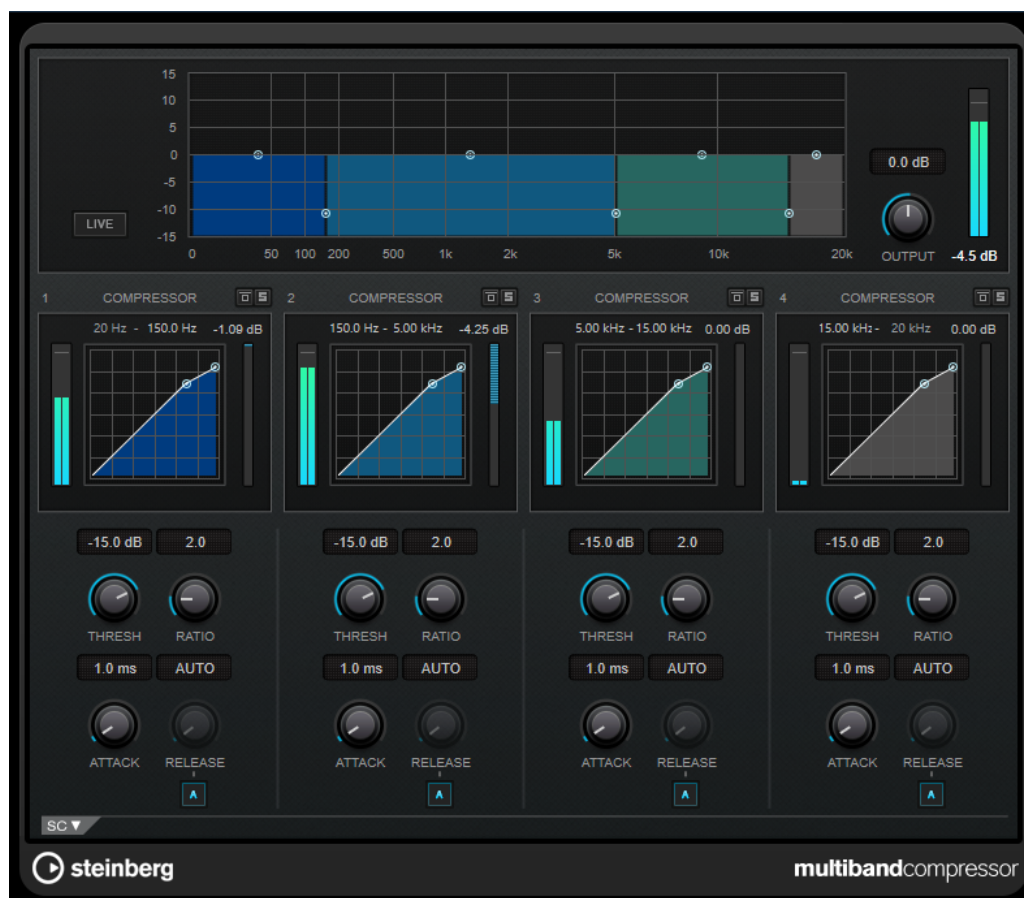 15
10
5
0
-5
-10
-15
LIVE
0 50 100 200 500 1k 2k 5k 10k 20k
0.0 dB
OUTPUT -4.5 dB
1 COMPRESSOR S 2 COMPRESSOR S 3 COMPRESSOR S 4 COMPRESSOR S
20 Hz - 150.0 Hz -1.09 dB 150.0 Hz - 5.00 kHz -4.25 dB 5.00 kHz - 15.00 kHz 0.00 dB 15.00 kHz - 20 kHz 0.00 dB
-15.0 dB 2.0 -15.0 dB 2.0 -15.0 dB 2.0 -15.0 dB 2.0
THRESH RATIO THRESH RATIO THRESH RATIO THRESH RATIO
1.0 ms AUTO 1.0 ms AUTO 1.0 ms AUTO 1.0 ms AUTO
ATTACK RELEASE ATTACK RELEASE ATTACK RELEASE ATTACK RELEASE
A A A A
SC ▼
steinberg multibandcompressor